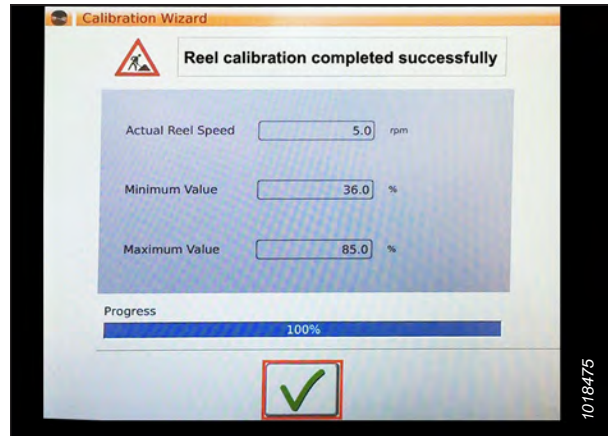 Calibration Wizard
Reel calibration completed successfully
Actual Reel Speed 5.0 rpm
Minimum Value 36.0 %
Maximum Value 85.0 %
Progress
100%
1018475